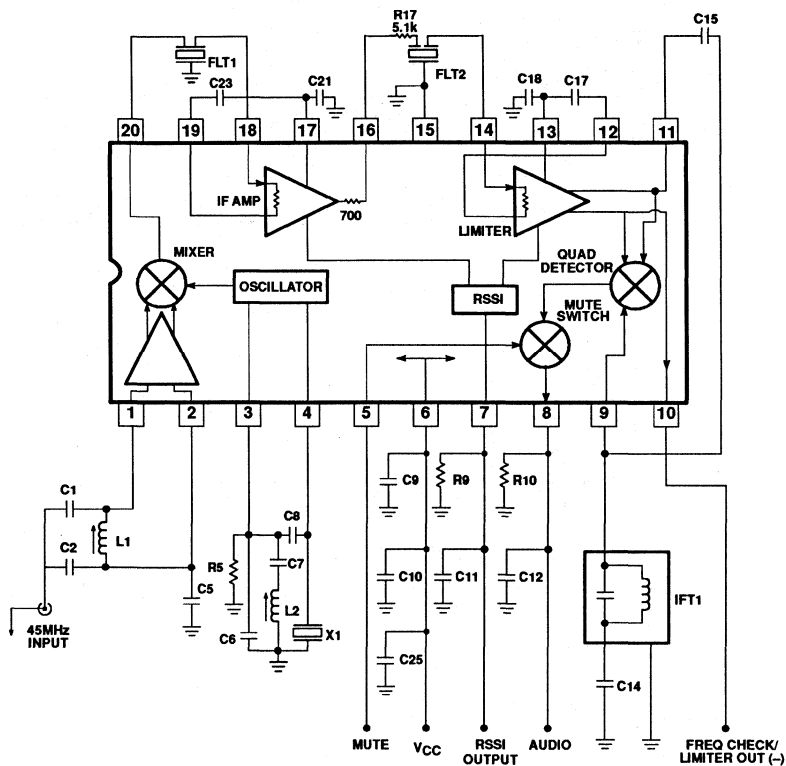 R17
5.1k
C15
FLT1
FLT2
C23
C21
C18
C17
20
19
18
17
16
15
14
13
12
11
IF AMP
700
LIMITER
MIXER
OSCILLATOR
RSSI
QUAD
DETECTOR
MUTE
SWITCH
1
2
3
4
5
6
7
8
9
10
C1
L1
C2
C5
45MHz
INPUT
R5
C8
C7
L2
C6
X1
C9
R9
R10
C10
C11
C12
C25
IFT1
C14
MUTE
VCC
RSSI
OUTPUT
AUDIO
FREQ CHECK/
LIMITER OUT (–)